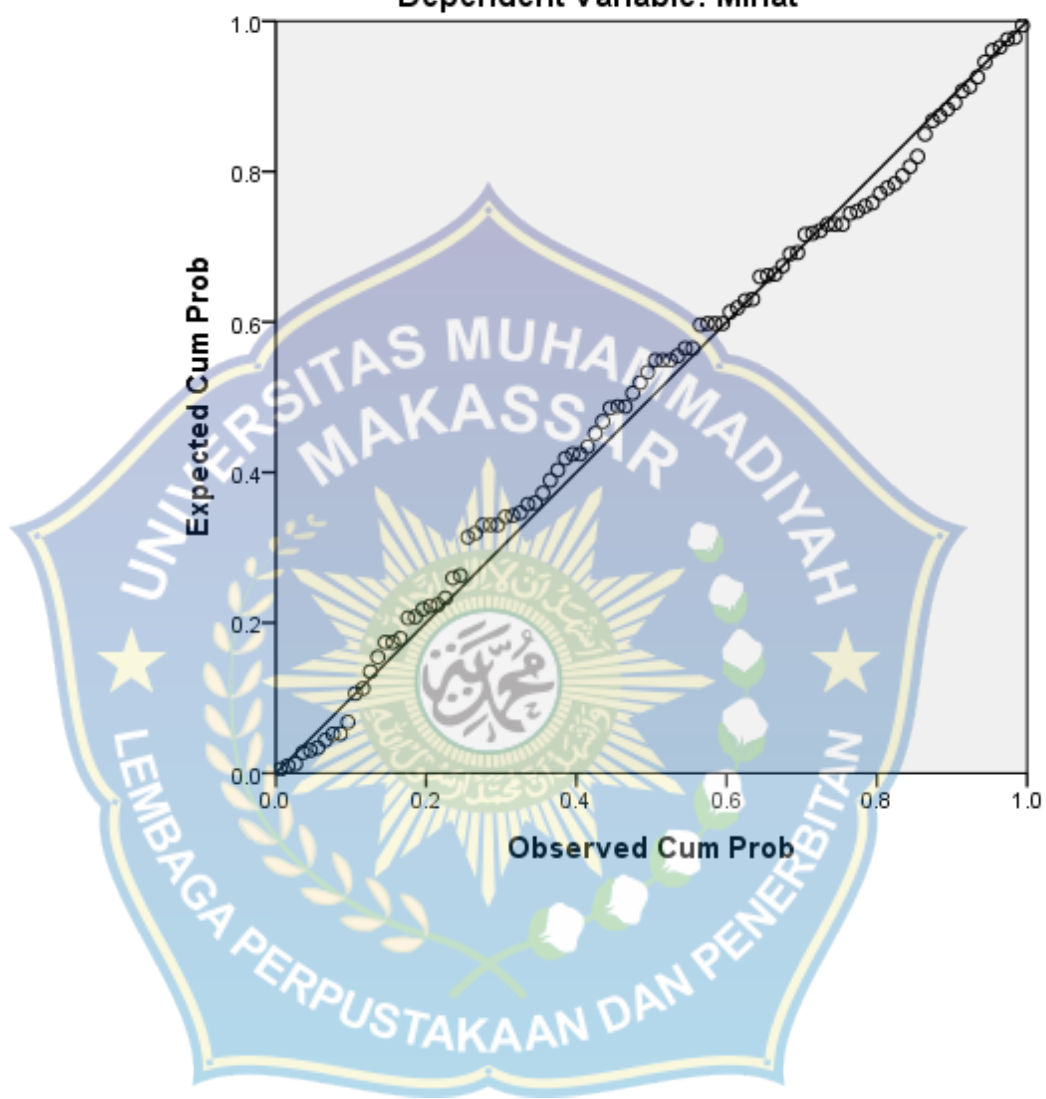 Dependent Variable: Minat
1.0
0.8
0.6
0.4
0.2
0.0
Expected Cum Prob
0.0 0.2 0.4 0.6 0.8 1.0
Observed Cum Prob
UNIVERSITAS MUHAMMADIYAH
MAKASSAR
LEMBAGA PERPUSTAKAAN DAN PENERBITAN